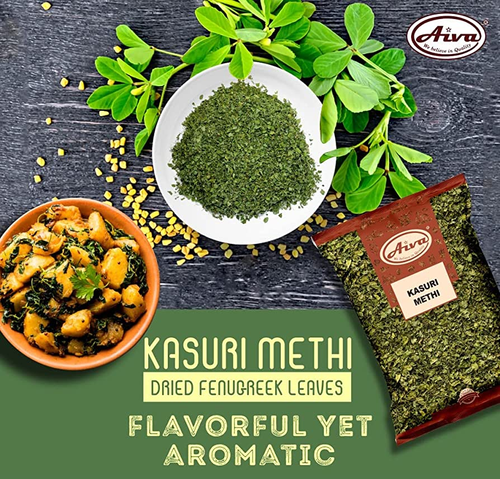 Aiva
We believe in Quality
Aiva
KASURI
METHI
KASURI METHI
DRIED FENUGREEK LEAVES
FLAVORFUL YET
AROMATIC